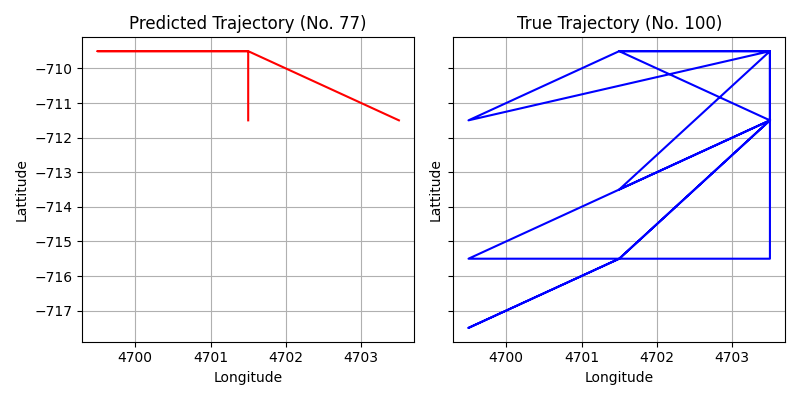 Predicted Trajectory (No. 77)
−710
−711
−712
−713
−714
−715
−716
−717
Lattitude
4700 4701 4702 4703
Longitude
True Trajectory (No. 100)
Lattitude
4700 4701 4702 4703
Longitude